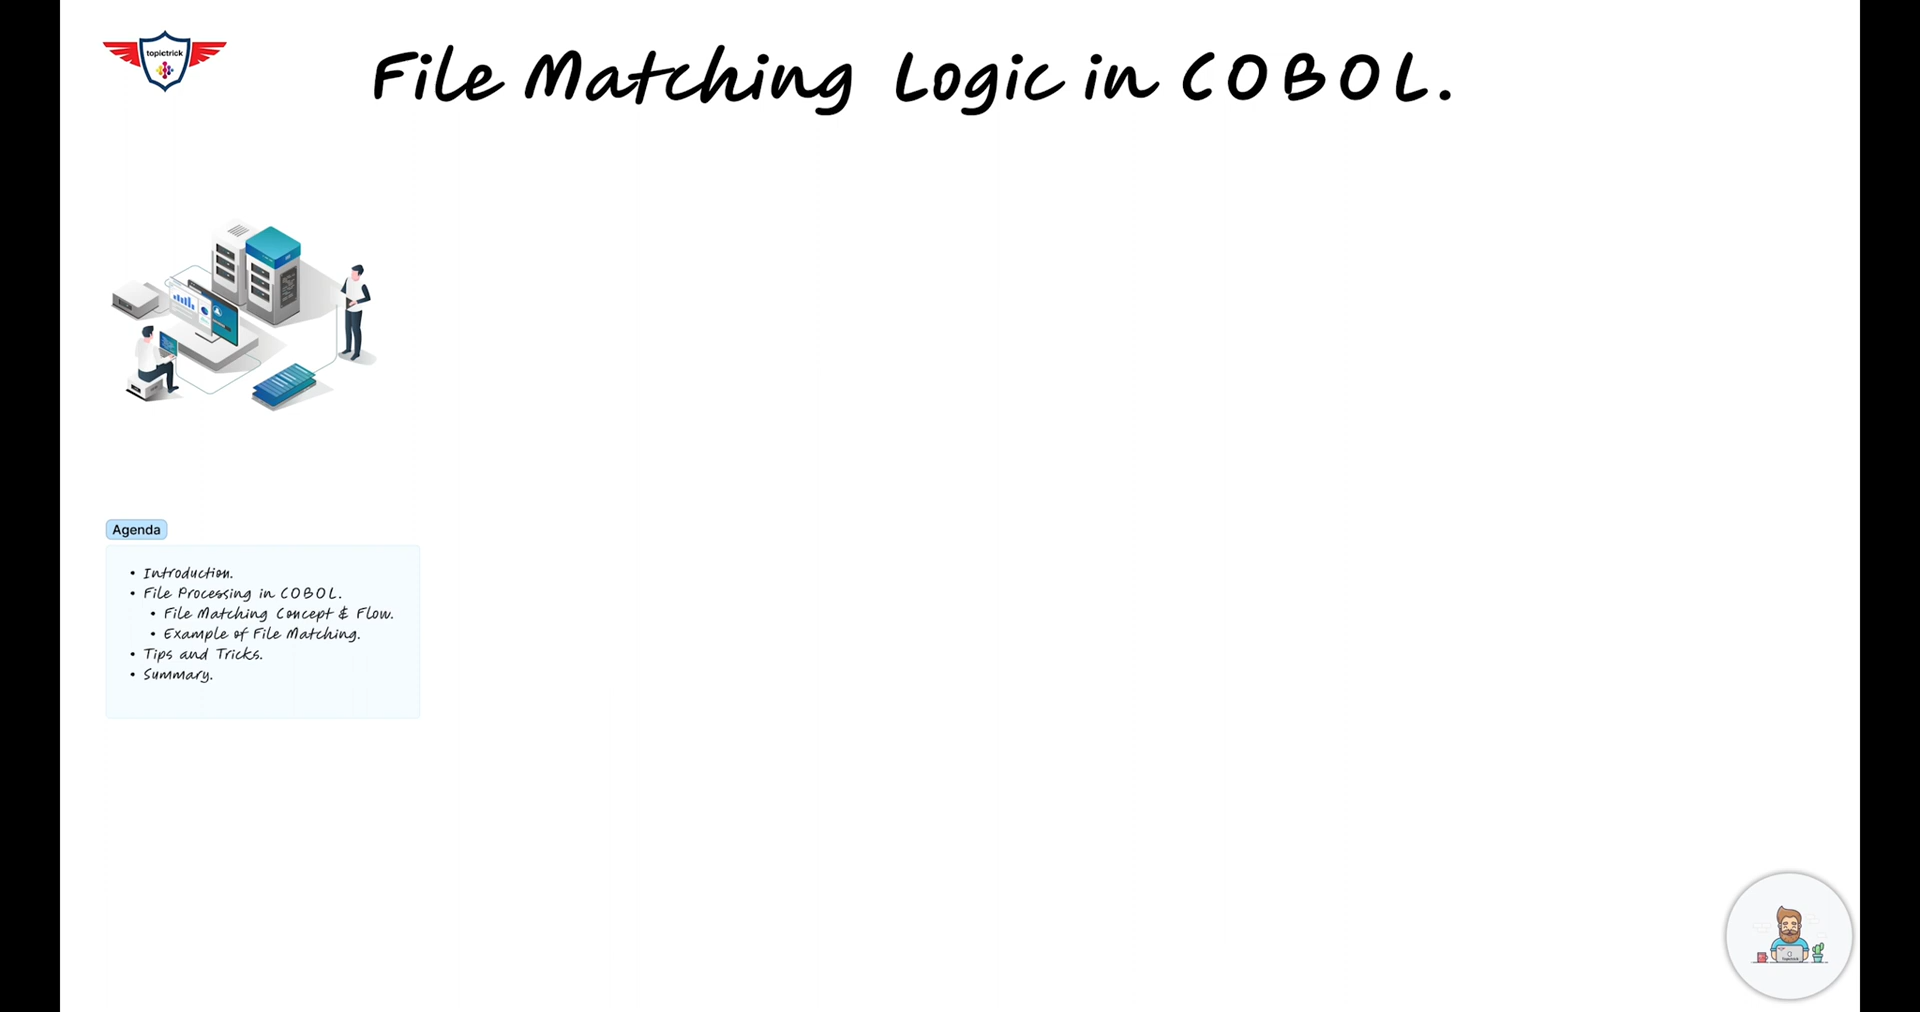 topictrick
File Matching Logic in COBOL.
Agenda
• Introduction.
• File Processing in COBOL.
• File Matching Concept & Flow.
• Example of File Matching.
• Tips and Tricks.
• Summary.